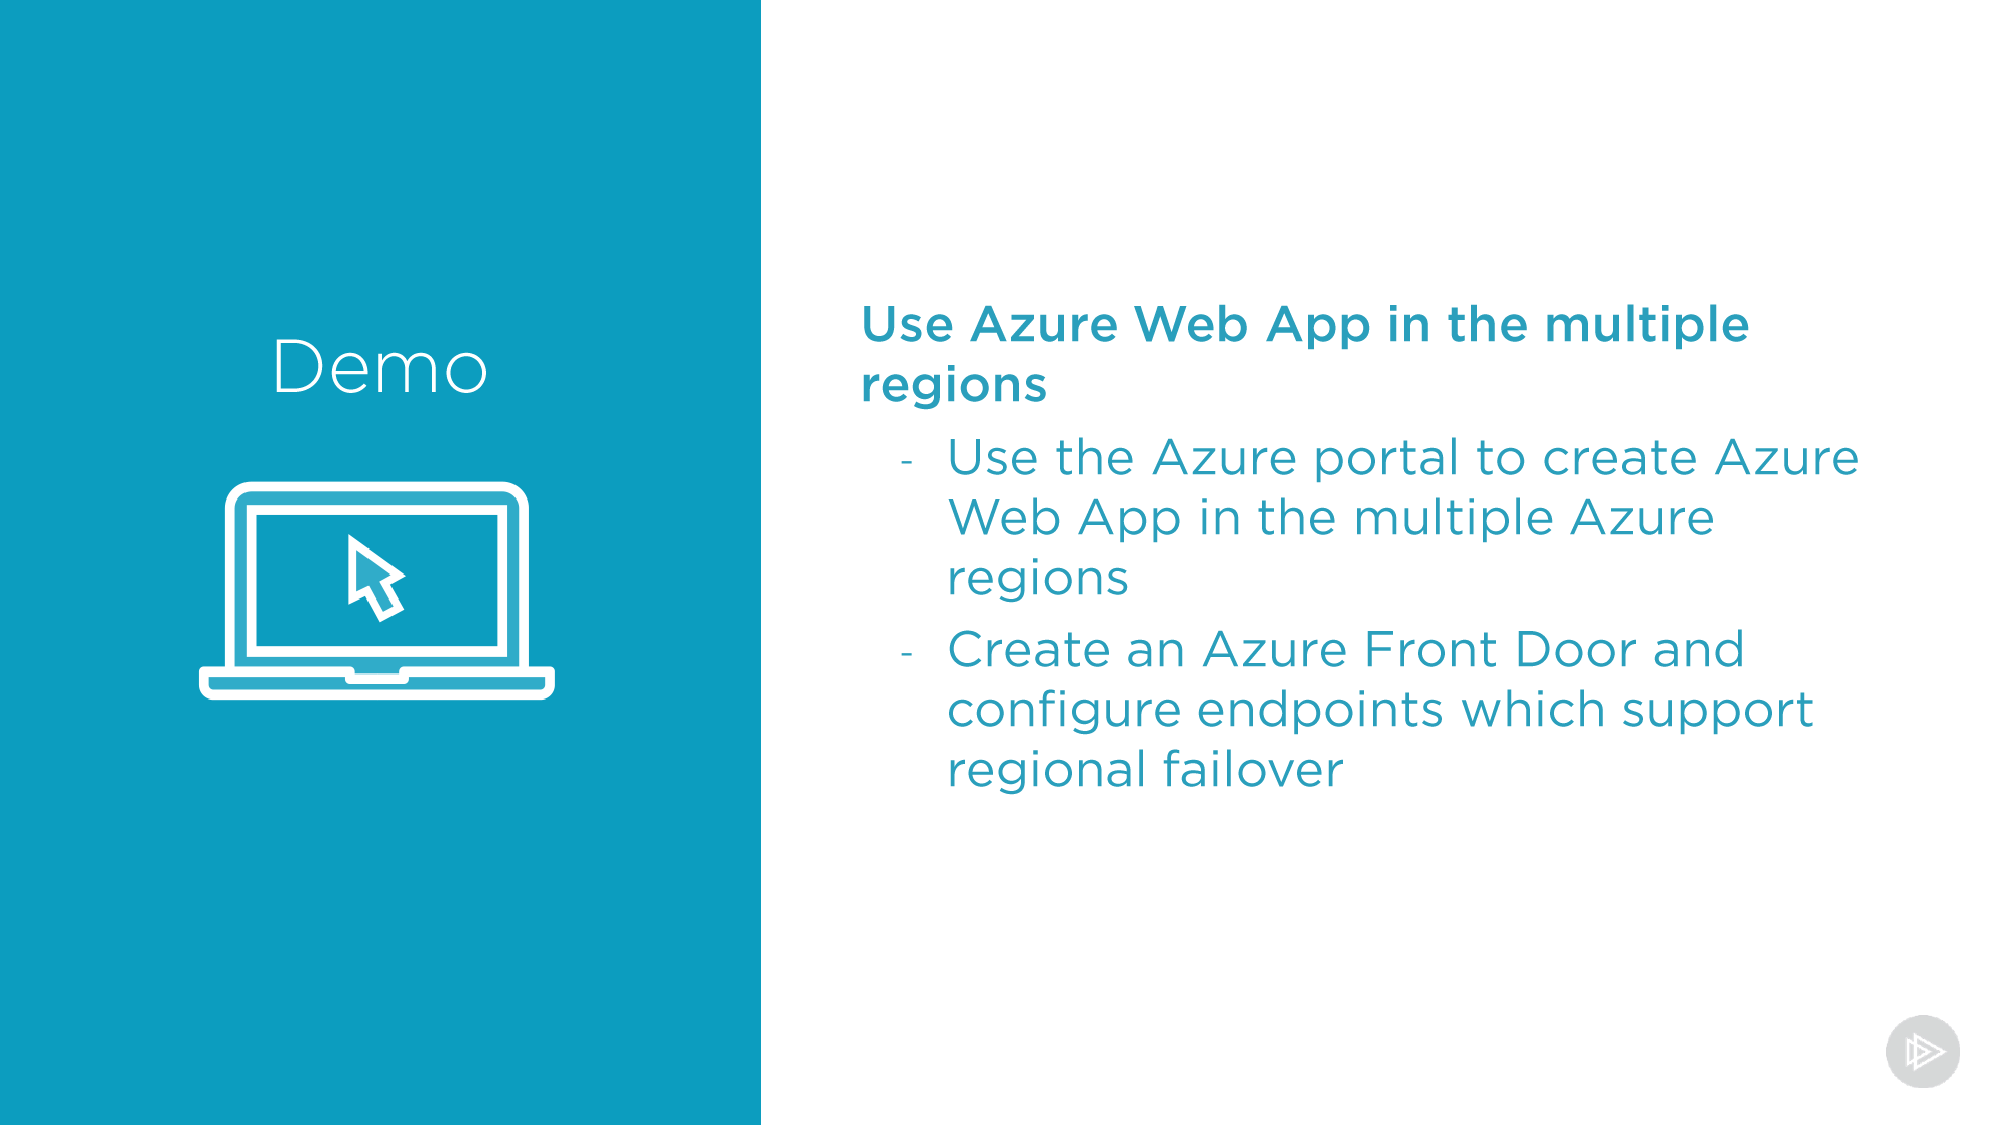 Demo
Use Azure Web App in the multiple
regions
- Use the Azure portal to create Azure
Web App in the multiple Azure
regions
- Create an Azure Front Door and
configure endpoints which support
regional failover